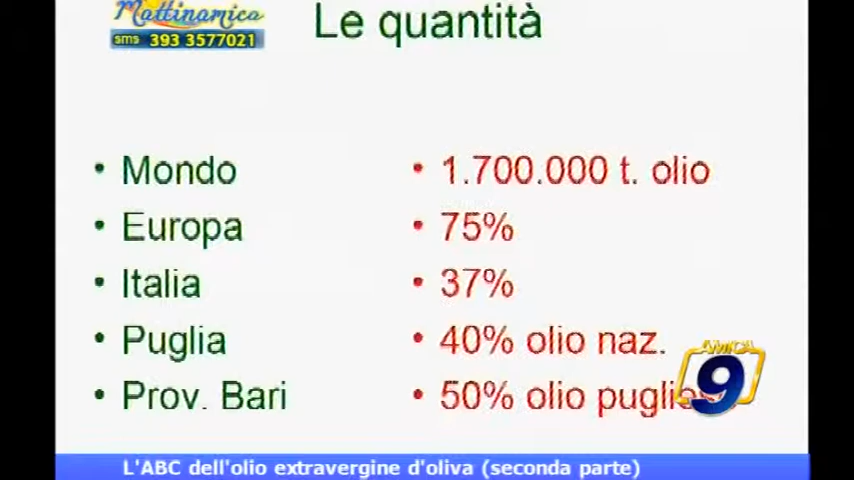 Mattinamica
sms 393 3577021
Le quantità
• Mondo
• 1.700.000 t. olio
• Europa
• 75%
• Italia
• 37%
• Puglia
• 40% olio naz.
• Prov. Bari
• 50% olio
AMICA
9
L'ABC dell'olio extravergine d'oliva (seconda parte)